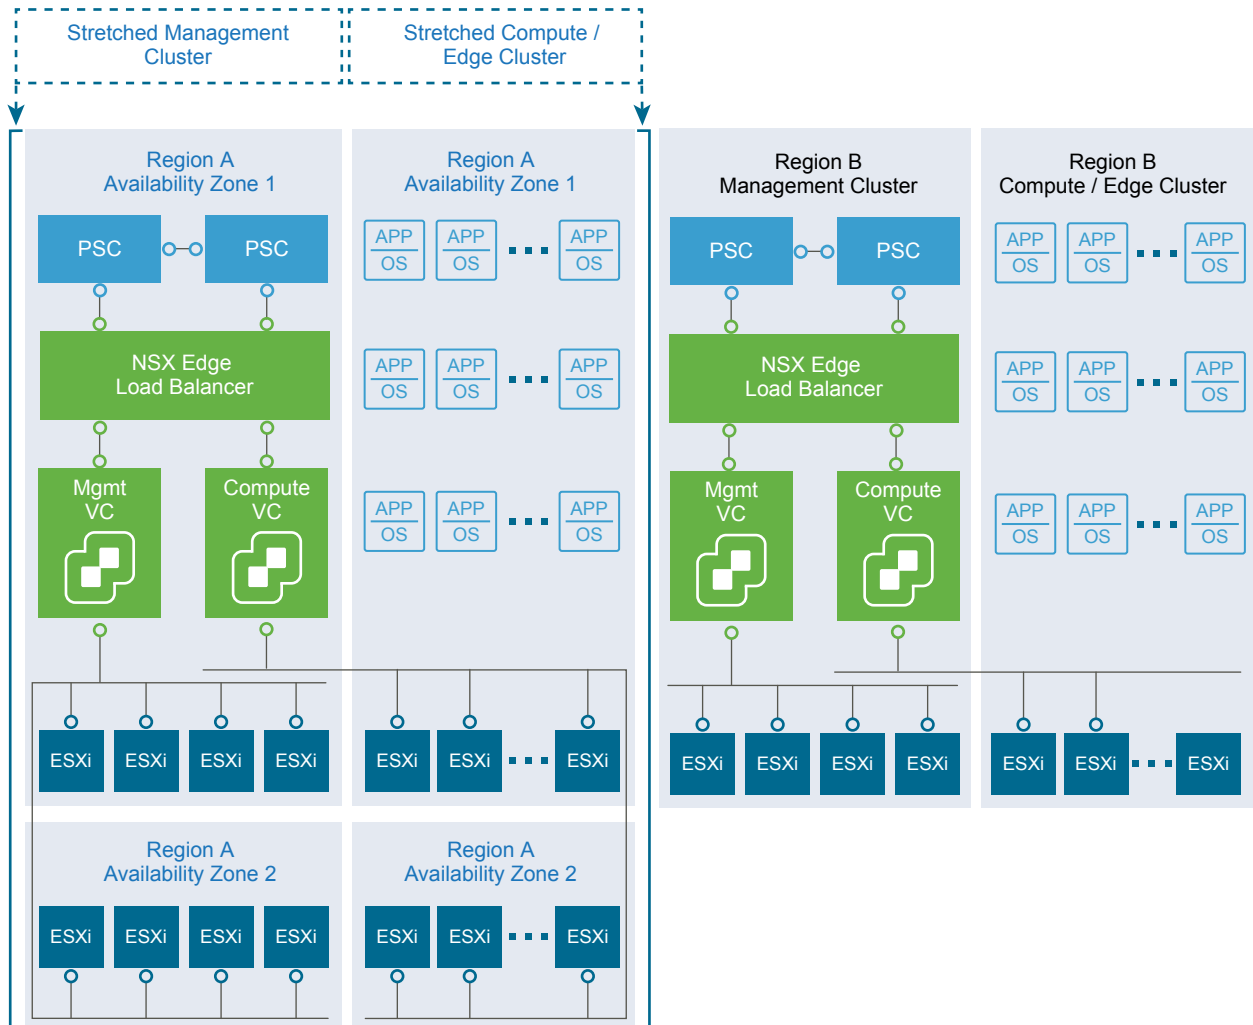 Stretched Management
Cluster
Stretched Compute /
Edge Cluster
Region A
Availability Zone 1
PSC
PSC
NSX Edge
Load Balancer
Mgmt
VC
Compute
VC
ESXi
ESXi
ESXi
ESXi
Region A
Availability Zone 1
APP
OS
APP
OS
APP
OS
APP
OS
APP
OS
APP
OS
APP
OS
APP
OS
APP
OS
ESXi
ESXi
ESXi
Region B
Management Cluster
PSC
PSC
NSX Edge
Load Balancer
Mgmt
VC
Compute
VC
ESXi
ESXi
ESXi
ESXi
Region B
Compute / Edge Cluster
APP
OS
APP
OS
APP
OS
APP
OS
APP
OS
APP
OS
APP
OS
APP
OS
APP
OS
ESXi
ESXi
ESXi
Region A
Availability Zone 2
ESXi
ESXi
ESXi
ESXi
Region A
Availability Zone 2
ESXi
ESXi
ESXi